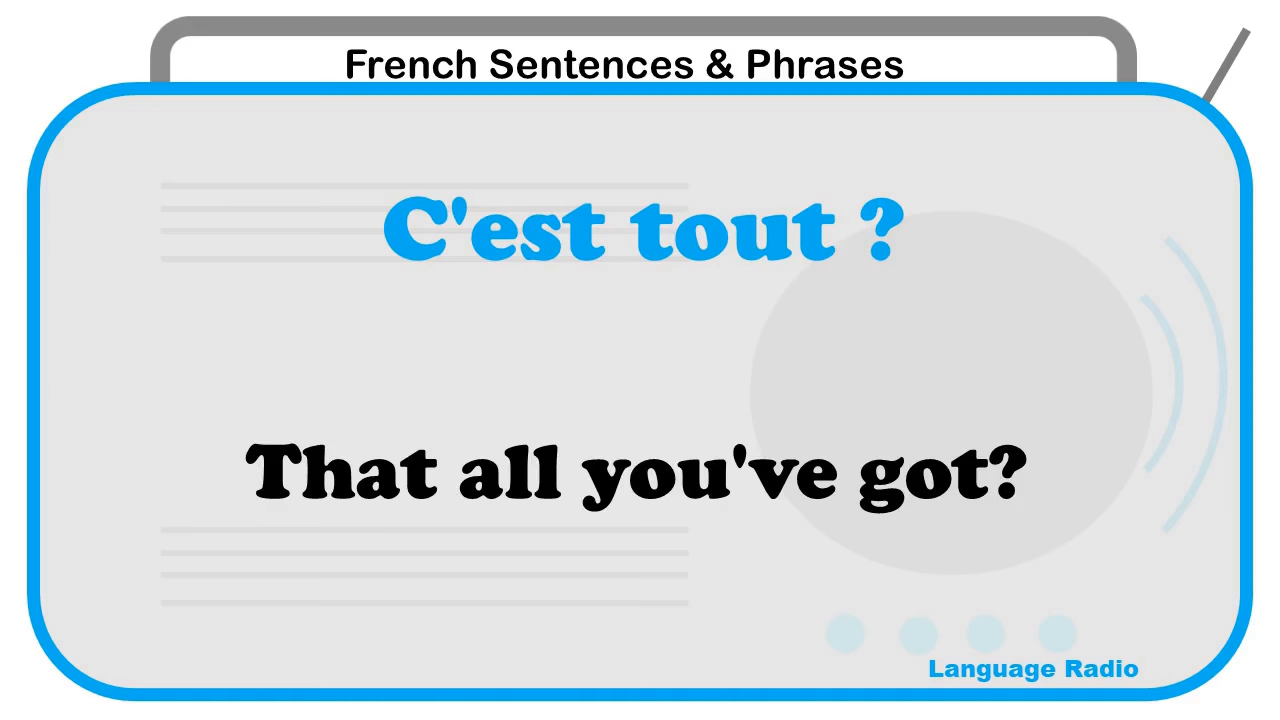 French Sentences & Phrases
C'est tout ?
That all you've got?
Language Radio